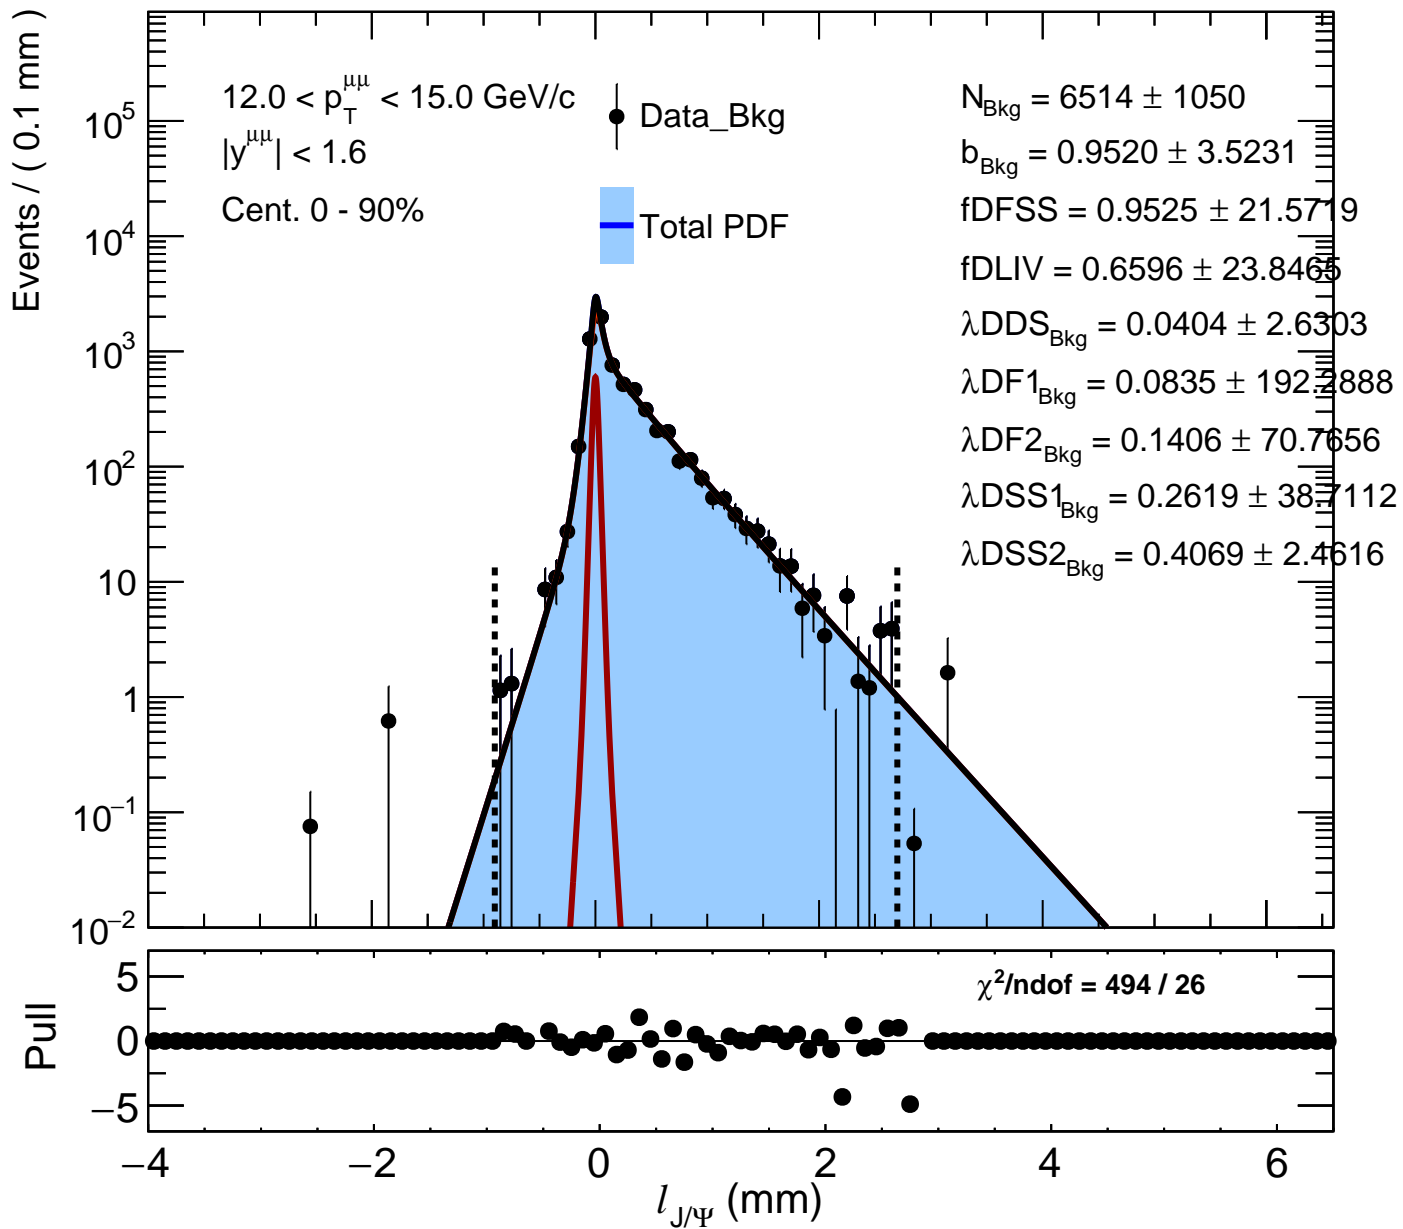 Events / ( 0.1 mm )
12.0 < p_T^μμ < 15.0 GeV/c
|y^μμ| < 1.6
Cent. 0 - 90%
Data_Bkg
Total PDF
N_Bkg = 6514 ± 1050
b_Bkg = 0.9520 ± 3.5231
fDFSS = 0.9525 ± 21.5719
fDLIV = 0.6596 ± 23.8465
λDDS_Bkg = 0.0404 ± 2.6303
λDF1_Bkg = 0.0835 ± 192.2888
λDF2_Bkg = 0.1406 ± 70.7656
λDSS1_Bkg = 0.2619 ± 38.7112
λDSS2_Bkg = 0.4069 ± 2.4616
10^5
10^4
10^3
10^2
10
1
10^−1
10^−2
Pull
5
0
−5
χ²/ndof = 494 / 26
−4 −2 0 2 4 6
l_J/Ψ (mm)